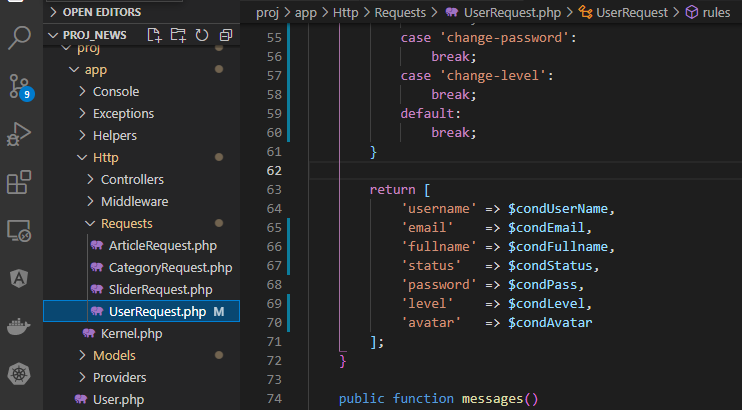 OPEN EDITORS
PROJ_NEWS
proj
app
Console
Exceptions
Helpers
Http
Controllers
Middleware
Requests
ArticleRequest.php
CategoryRequest.php
SliderRequest.php
UserRequest.php M
Kernel.php
Models
Providers
User.php
9
proj > app > Http > Requests > UserRequest.php > UserRequest > rules
55 case 'change-password':
56 break;
57 case 'change-level':
58 break;
59 default:
60 break;
61 }
62
63 return [
64 'username' => $condUserName,
65 'email' => $condEmail,
66 'fullname' => $condFullname,
67 'status' => $condStatus,
68 'password' => $condPass,
69 'level' => $condLevel,
70 'avatar' => $condAvatar
71 ];
72 }
73
74 public function messages()